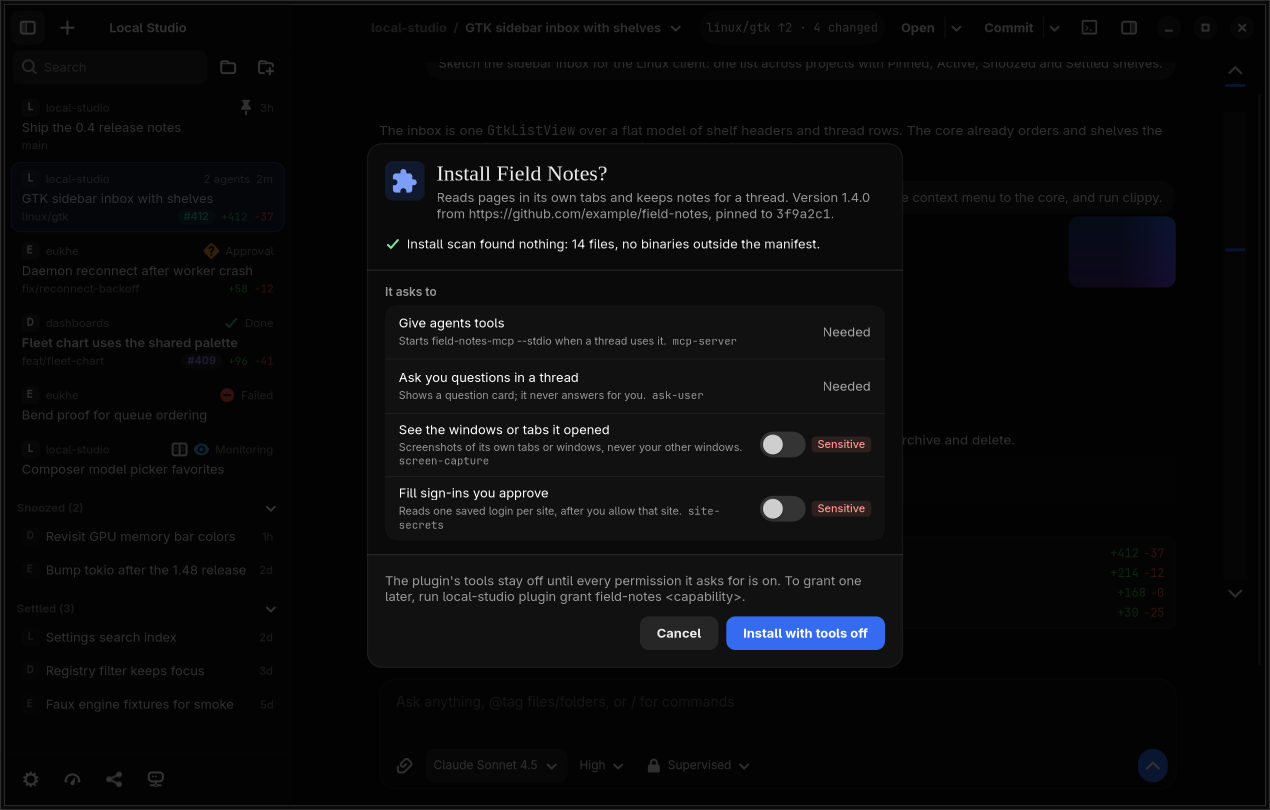 Local Studio
local-studio / GTK sidebar inbox with shelves
linux/gtk ↑2 · 4 changed
Open
Commit
Search
L local-studio 3h
Ship the 0.4 release notes
main
L local-studio 2 agents 2m
GTK sidebar inbox with shelves
linux/gtk #412 +412 -37
E eukhe Approval
Daemon reconnect after worker crash
fix/reconnect-backoff +58 -12
D dashboards Done
Fleet chart uses the shared palette
feat/fleet-chart #409 +96 -41
E eukhe Failed
Bend proof for queue ordering
L local-studio Monitoring
Composer model picker favorites
Snoozed (2)
D Revisit GPU memory bar colors 1h
D Bump tokio after the 1.48 release 2d
Settled (3)
L Settings search index 2d
D Registry filter keeps focus 3d
E Faux engine fixtures for smoke 5d
Sketch the sidebar inbox for the Linux client: one list across projects with Pinned, Active, Snoozed and Settled shelves.
The inbox is one GtkListView over a flat model of shelf headers and thread rows. The core already orders and shelves the
e context menu to the core, and run clippy.
rchive and delete.
+412 -37
+214 -12
+168 -0
+30 -25
Install Field Notes?
Reads pages in its own tabs and keeps notes for a thread. Version 1.4.0
from https://github.com/example/field-notes, pinned to 3f9a2c1.
Install scan found nothing: 14 files, no binaries outside the manifest.
It asks to
Give agents tools
Starts field-notes-mcp --stdio when a thread uses it. mcp-server
Needed
Ask you questions in a thread
Shows a question card; it never answers for you. ask-user
Needed
See the windows or tabs it opened
Screenshots of its own tabs or windows, never your other windows.
screen-capture
Sensitive
Fill sign-ins you approve
Reads one saved login per site, after you allow that site. site-
secrets
Sensitive
The plugin's tools stay off until every permission it asks for is on. To grant one
later, run local-studio plugin grant field-notes <capability>.
Cancel
Install with tools off
Ask anything, @tag files/folders, or / for commands
Claude Sonnet 4.5
High
Supervised